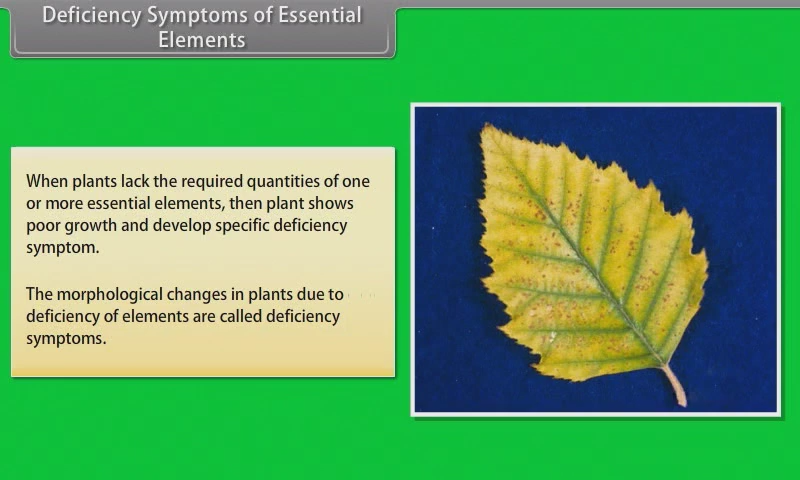 Deficiency Symptoms of Essential
Elements
When plants lack the required quantities of one
or more essential elements, then plant shows
poor growth and develop specific deficiency
symptom.
The morphological changes in plants due to
deficiency of elements are called deficiency
symptoms.